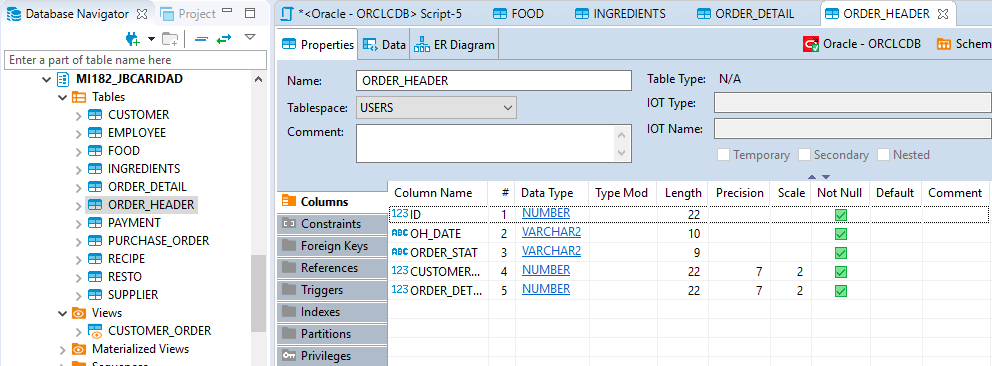 Database Navigator
Project
Enter a part of table name here
MI182_JBCARIDAD
Tables
CUSTOMER
EMPLOYEE
FOOD
INGREDIENTS
ORDER_DETAIL
ORDER_HEADER
PAYMENT
PURCHASE_ORDER
RECIPE
RESTO
SUPPLIER
Views
CUSTOMER_ORDER
Materialized Views
*<Oracle - ORCLCDB> Script-5
FOOD
INGREDIENTS
ORDER_DETAIL
ORDER_HEADER
Properties
Data
ER Diagram
Oracle - ORCLCDB
Schem
Name:
ORDER_HEADER
Tablespace:
USERS
Comment:
Table Type:
N/A
IOT Type:
IOT Name:
Temporary
Secondary
Nested
Columns
Constraints
Foreign Keys
References
Triggers
Indexes
Partitions
Privileges
Column Name # Data Type Type Mod Length Precision Scale Not Null Default Comment
123 ID 1 NUMBER 22
ABC OH_DATE 2 VARCHAR2 10
ABC ORDER_STAT 3 VARCHAR2 9
123 CUSTOMER... 4 NUMBER 22 7 2
123 ORDER_DET... 5 NUMBER 22 7 2